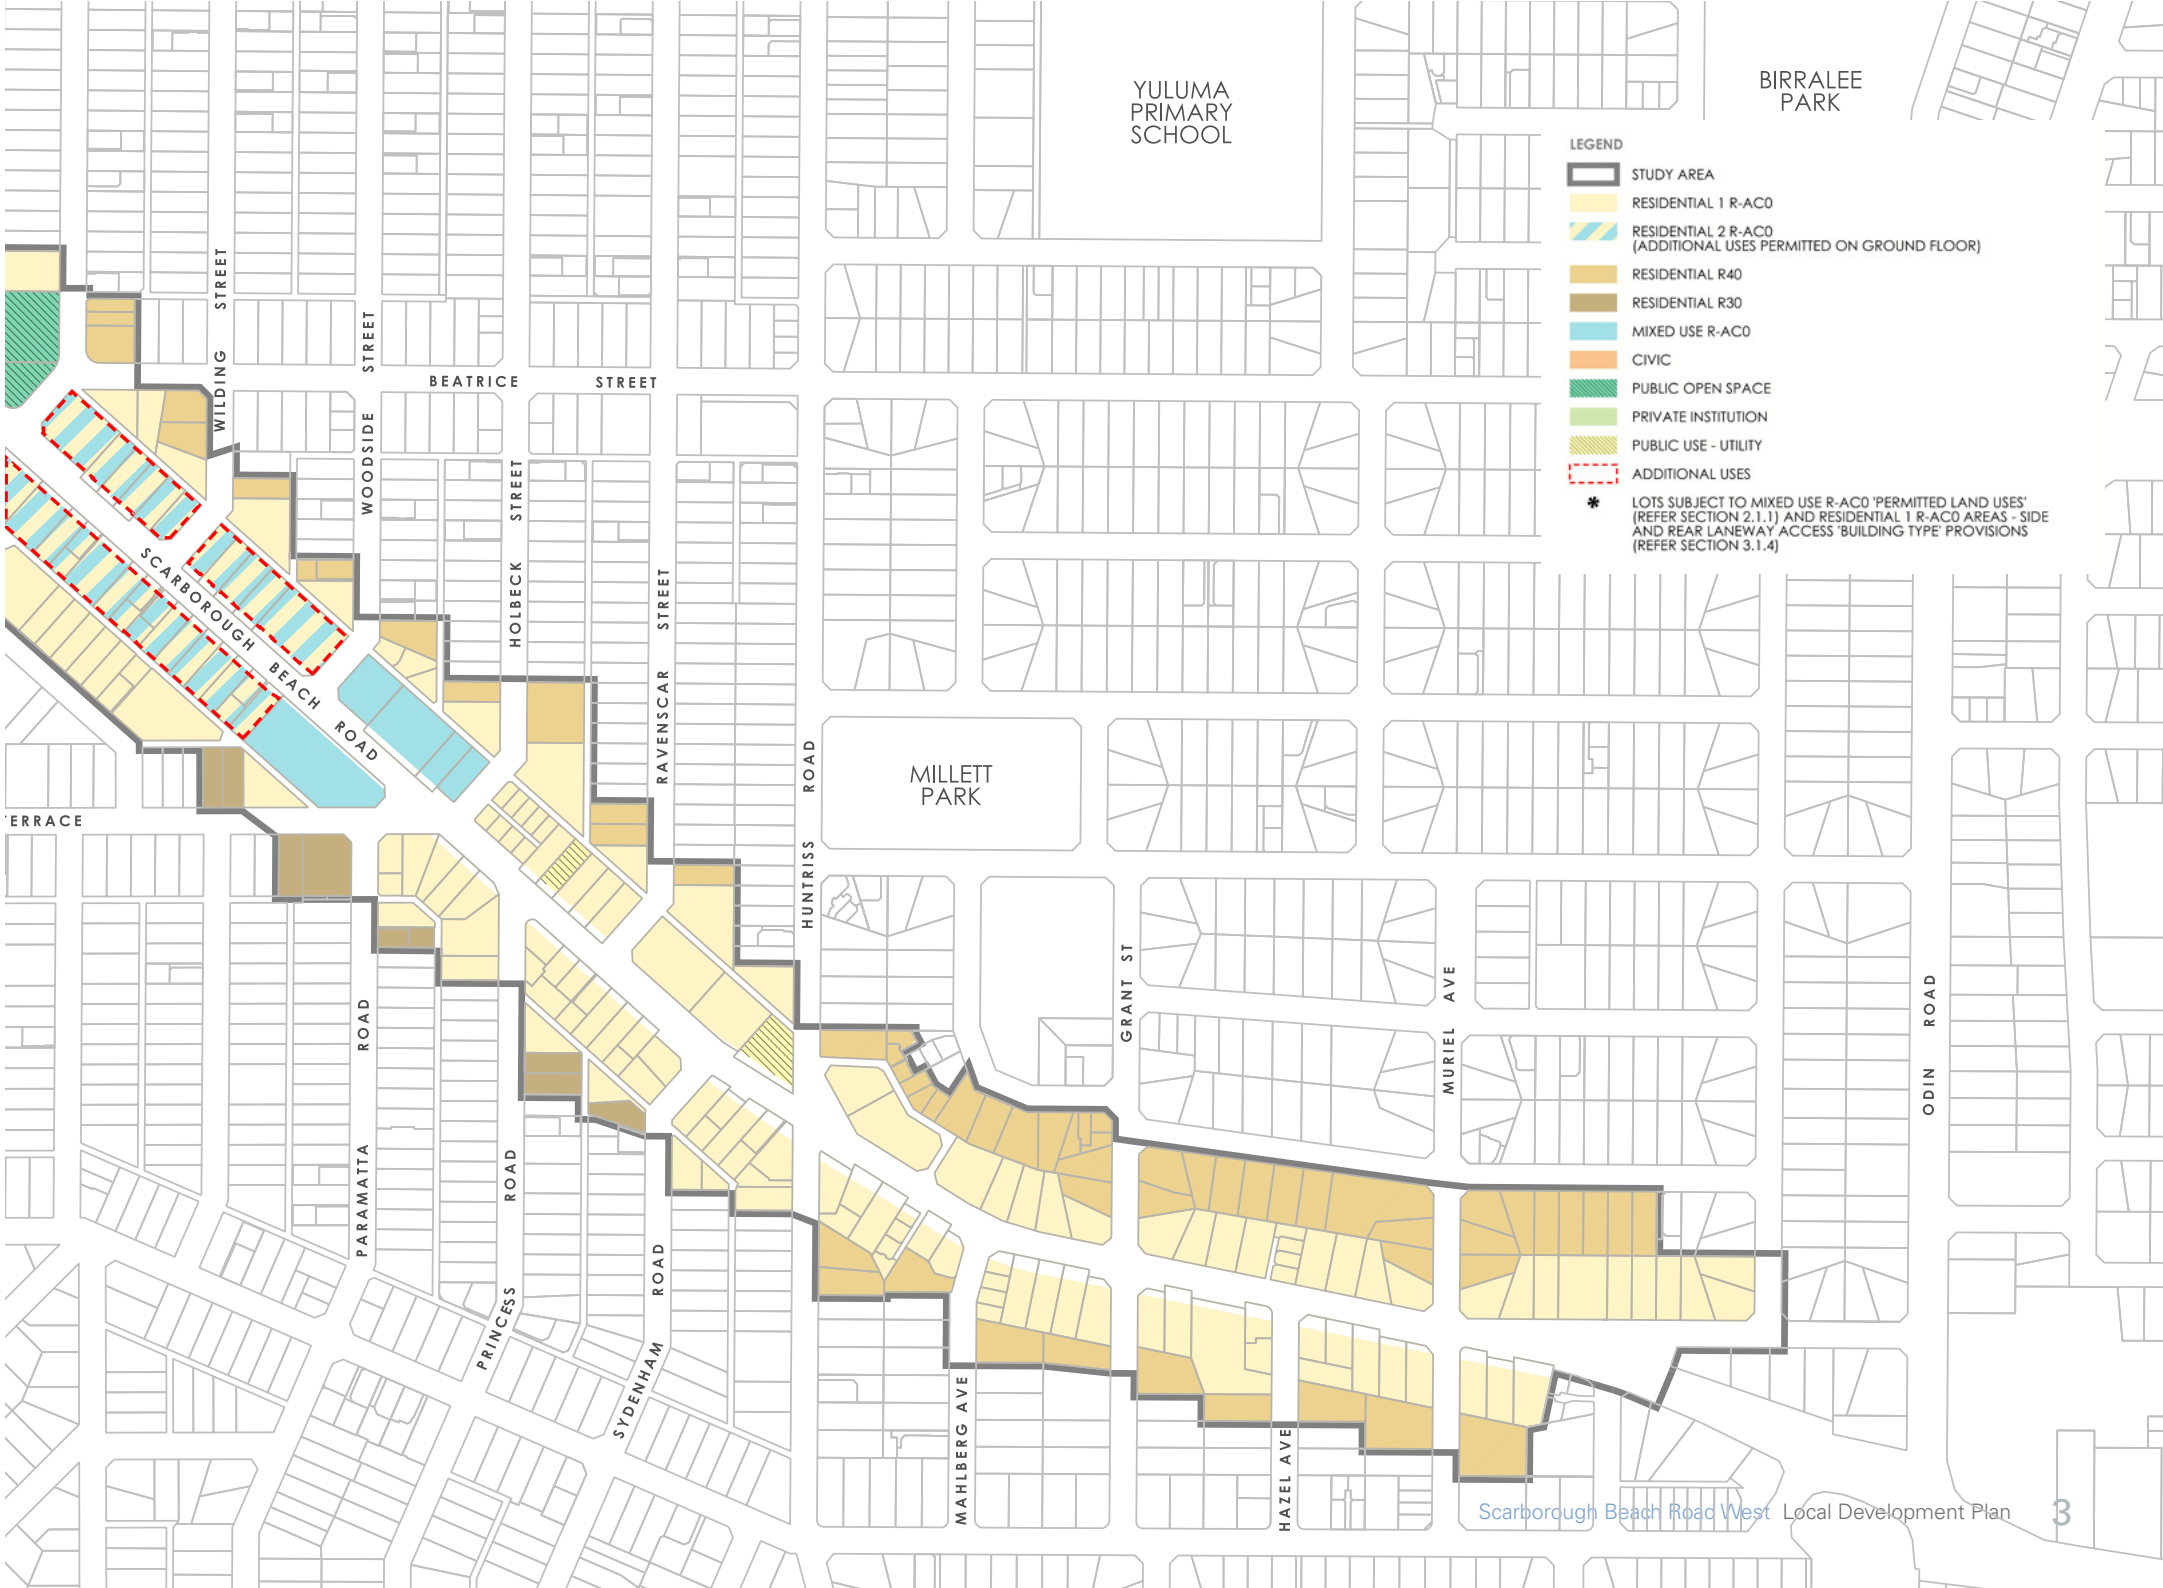 YULUMA
PRIMARY
SCHOOL
BIRRALEE
PARK
LEGEND
STUDY AREA
RESIDENTIAL 1 R-AC0
RESIDENTIAL 2 R-AC0
(ADDITIONAL USES PERMITTED ON GROUND FLOOR)
RESIDENTIAL R40
RESIDENTIAL R30
MIXED USE R-AC0
CIVIC
PUBLIC OPEN SPACE
PRIVATE INSTITUTION
PUBLIC USE - UTILITY
ADDITIONAL USES
* LOTS SUBJECT TO MIXED USE R-AC0 'PERMITTED LAND USES'
(REFER SECTION 2.1.1) AND RESIDENTIAL 1 R-AC0 AREAS - SIDE
AND REAR LANEWAY ACCESS 'BUILDING TYPE' PROVISIONS
(REFER SECTION 3.1.4)
WILDING STREET
WOODSIDE STREET
BEATRICE STREET
HOLBECK STREET
RAVENSCAR STREET
SCARBOROUGH BEACH ROAD
HUNTRISS ROAD
MILLETT
PARK
TERRACE
GRANT ST
MURIEL AVE
ODIN ROAD
PARAMATTA ROAD
PRINCESS ROAD
SYDENHAM ROAD
MAHLBERG AVE
HAZEL AVE
Scarborough Beach Road West Local Development Plan 3